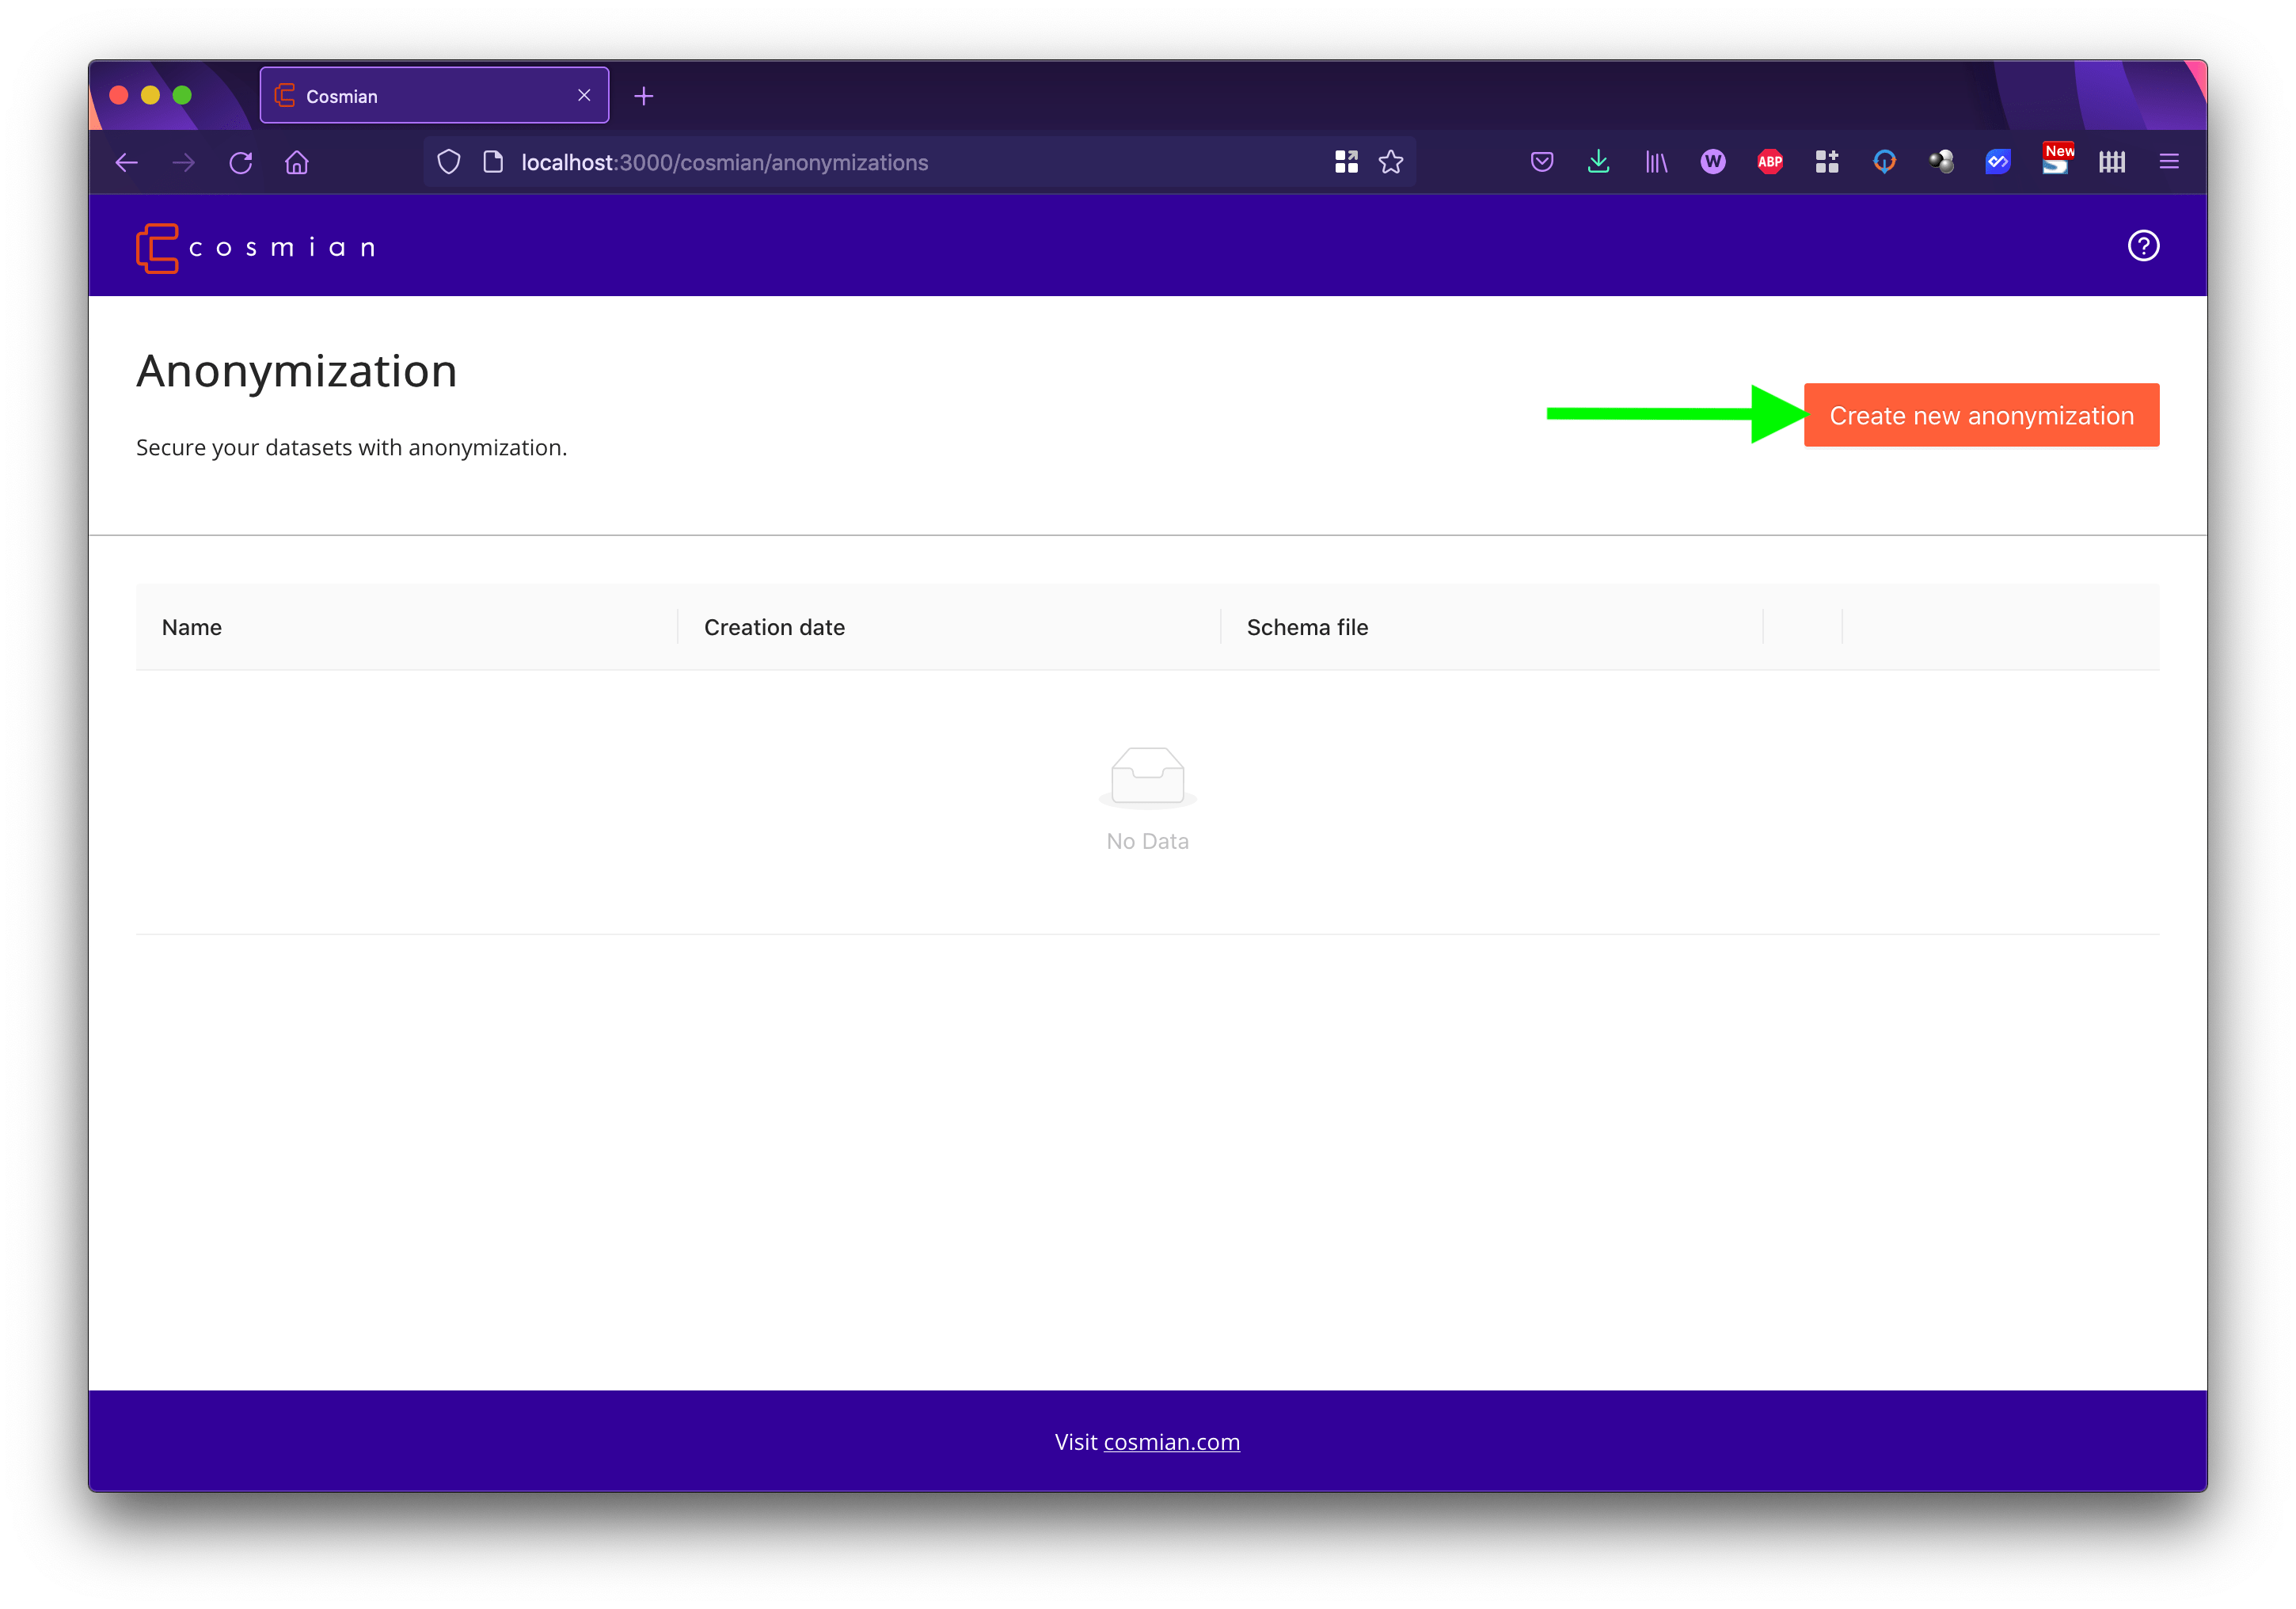 Cosmian
localhost:3000/cosmian/anonymizations
W
ABP
New
cosmian
Anonymization
Secure your datasets with anonymization.
Create new anonymization
Name
Creation date
Schema file
No Data
Visit cosmian.com